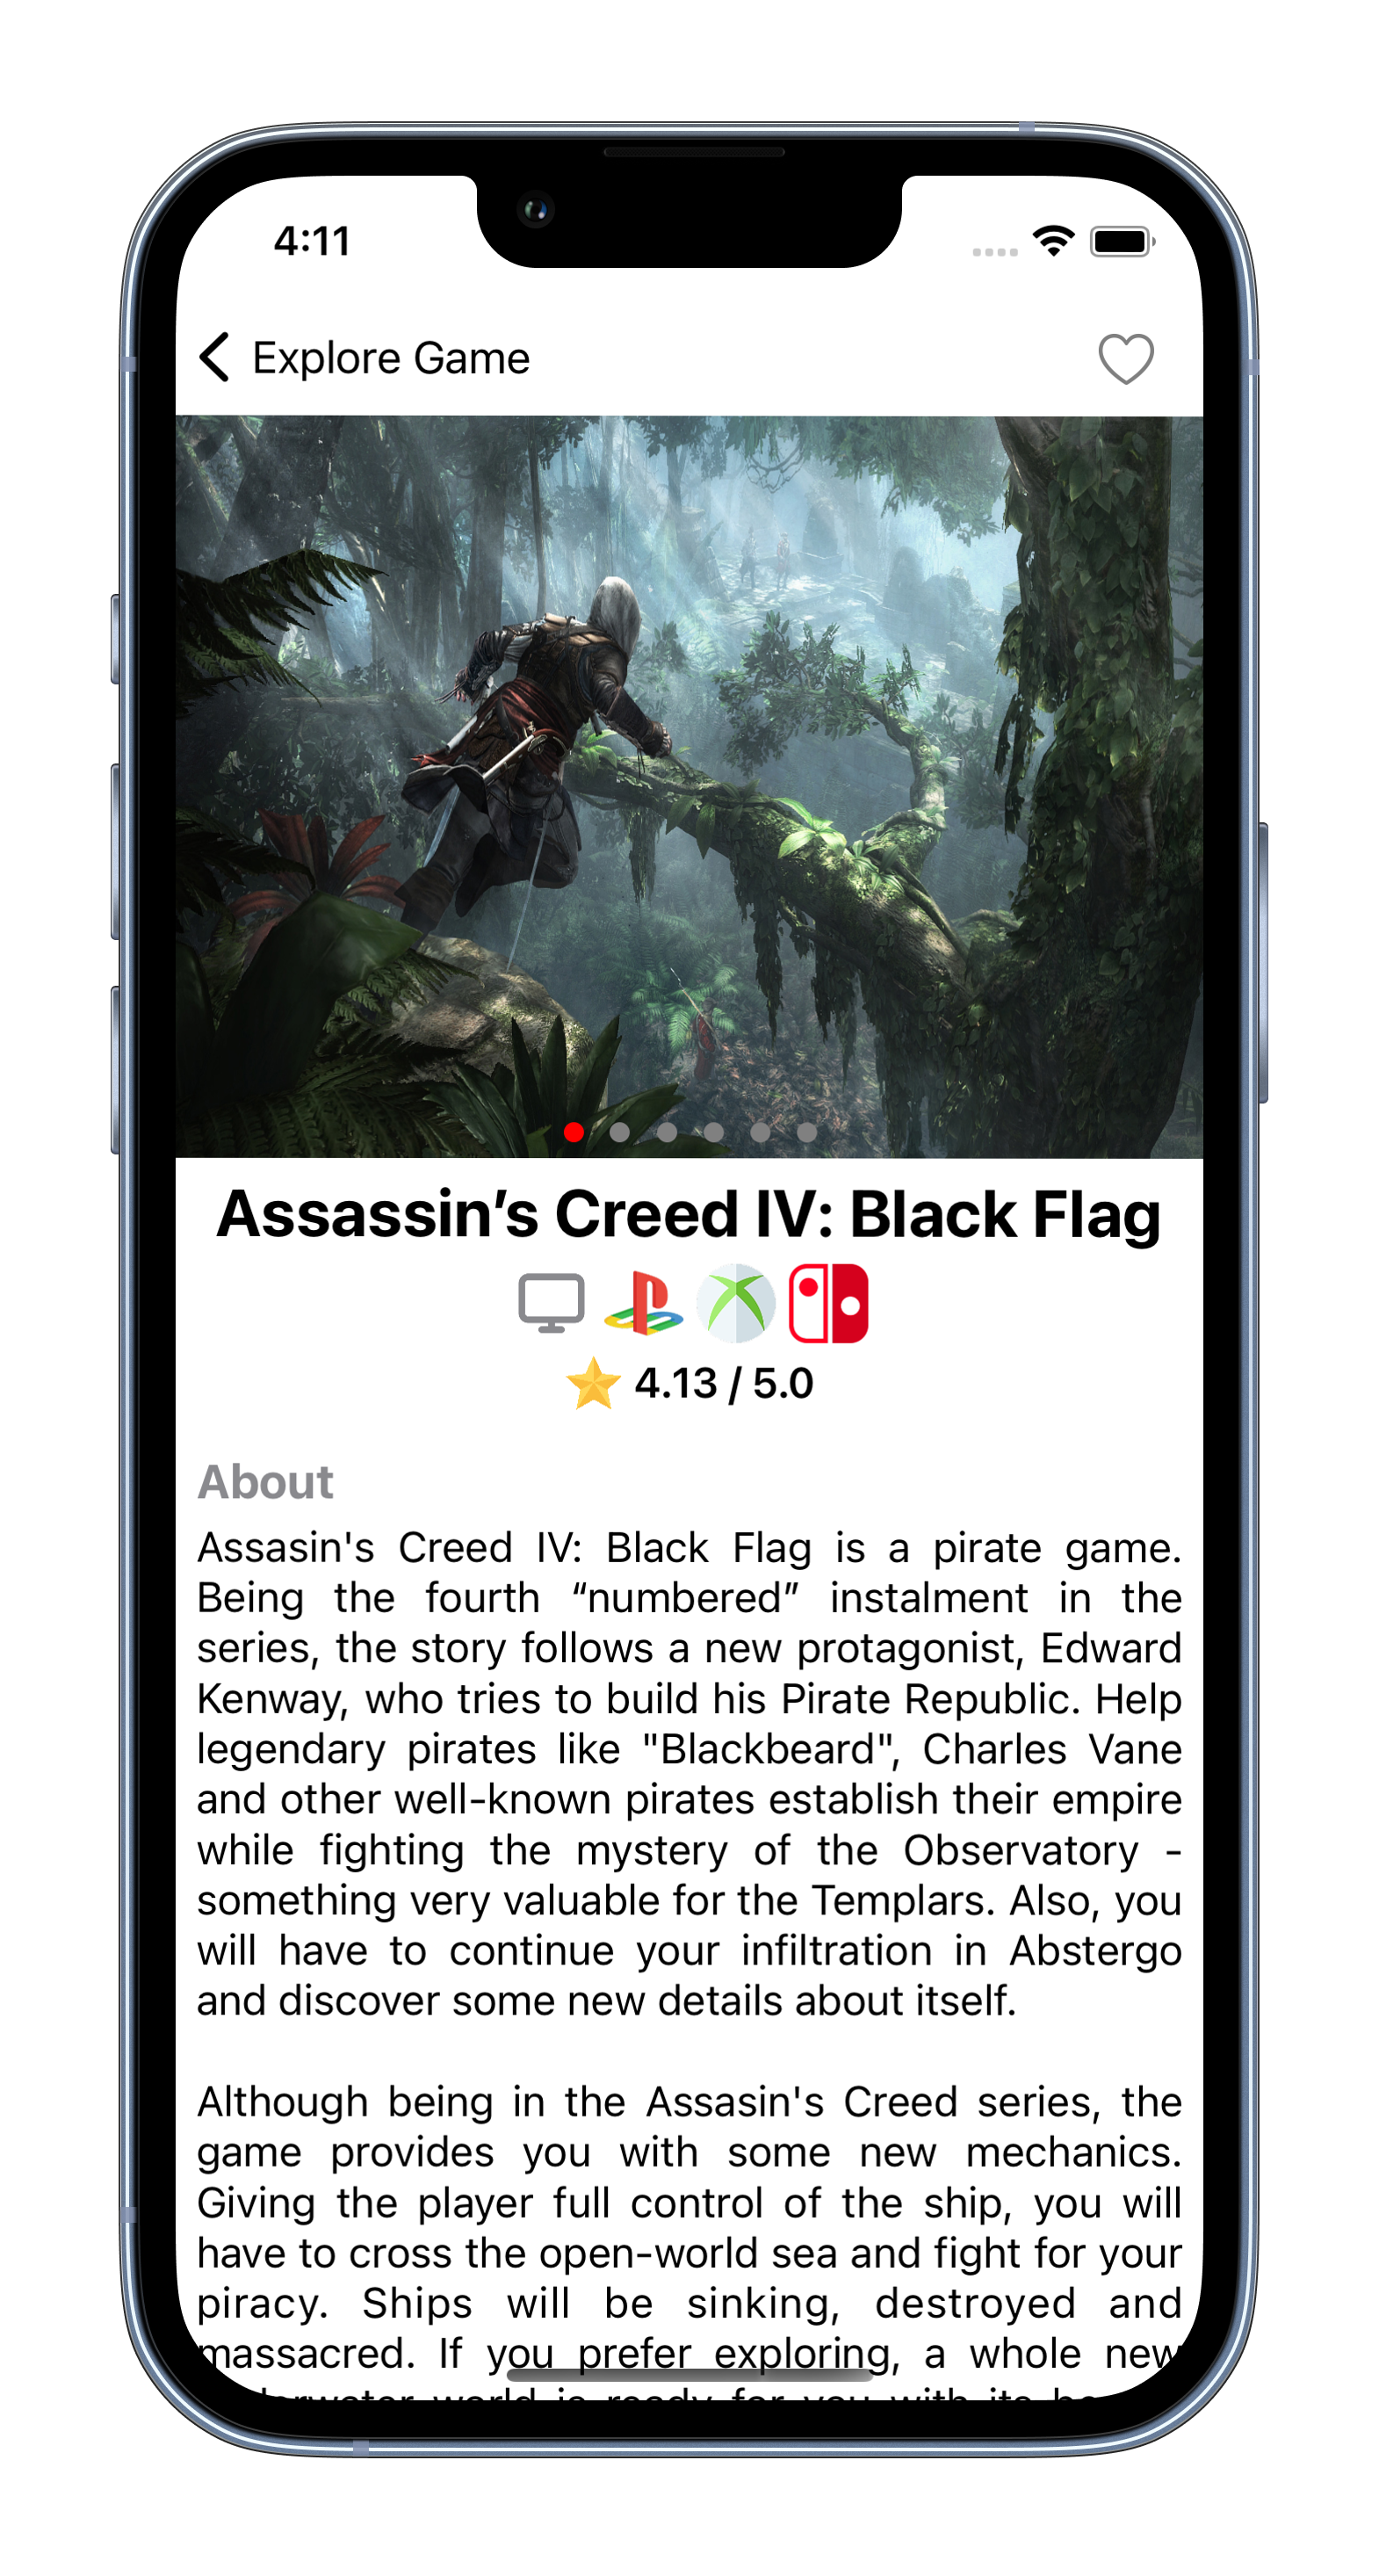 4:11
Explore Game
Assassin’s Creed IV: Black Flag
4.13 / 5.0
About
Assasin's Creed IV: Black Flag is a pirate game.
Being the fourth “numbered” instalment in the
series, the story follows a new protagonist, Edward
Kenway, who tries to build his Pirate Republic. Help
legendary pirates like "Blackbeard", Charles Vane
and other well-known pirates establish their empire
while fighting the mystery of the Observatory -
something very valuable for the Templars. Also, you
will have to continue your infiltration in Abstergo
and discover some new details about itself.
Although being in the Assasin's Creed series, the
game provides you with some new mechanics.
Giving the player full control of the ship, you will
have to cross the open-world sea and fight for your
piracy. Ships will be sinking, destroyed and
massacred. If you prefer exploring, a whole new
world is ready for you with its